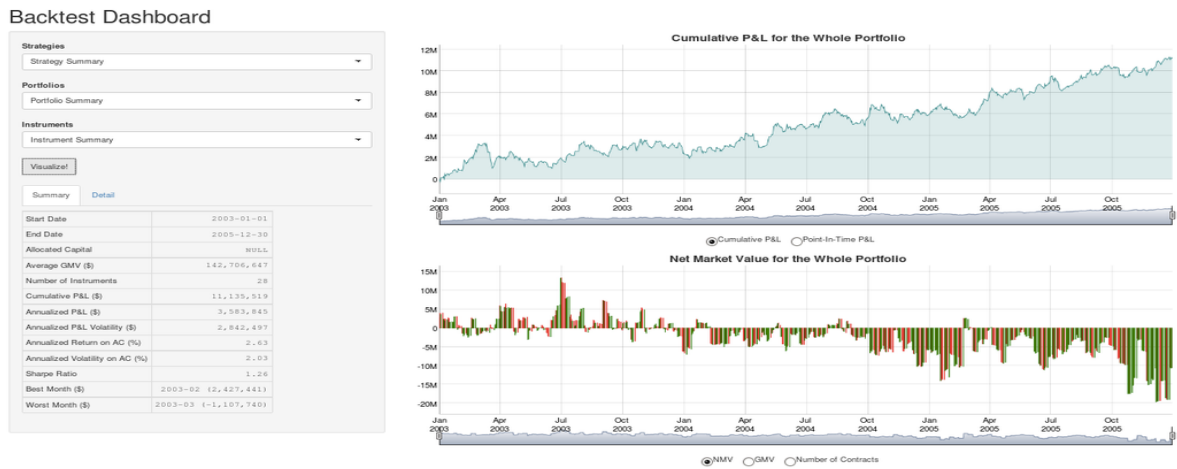 Backtest Dashboard
Strategies
Strategy Summary
Portfolios
Portfolio Summary
Instruments
Instrument Summary
Visualize!
Summary Detail
Start Date 2003-01-01
End Date 2005-12-30
Allocated Capital NULL
Average GMV ($) 142,706,647
Number of Instruments 28
Cumulative P&L ($) 11,135,519
Annualized P&L ($) 3,583,845
Annualized P&L Volatility ($) 2,842,497
Annualized Return on AC (%) 2.63
Annualized Volatility on AC (%) 2.03
Sharpe Ratio 1.26
Best Month ($) 2003-02 (2,427,441)
Worst Month ($) 2003-03 (-1,107,740)
Cumulative P&L for the Whole Portfolio
12M
10M
8M
6M
4M
2M
0
Jan Apr Jul Oct Jan Apr Jul Oct Jan Apr Jul Oct
2003 2003 2003 2003 2004 2004 2004 2004 2005 2005 2005 2005
Cumulative P&L Point-In-Time P&L
Net Market Value for the Whole Portfolio
15M
10M
5M
0
-5M
-10M
-15M
-20M
Jan Apr Jul Oct Jan Apr Jul Oct Jan Apr Jul Oct
2003 2003 2003 2003 2004 2004 2004 2004 2005 2005 2005 2005
NMV GMV Number of Contracts